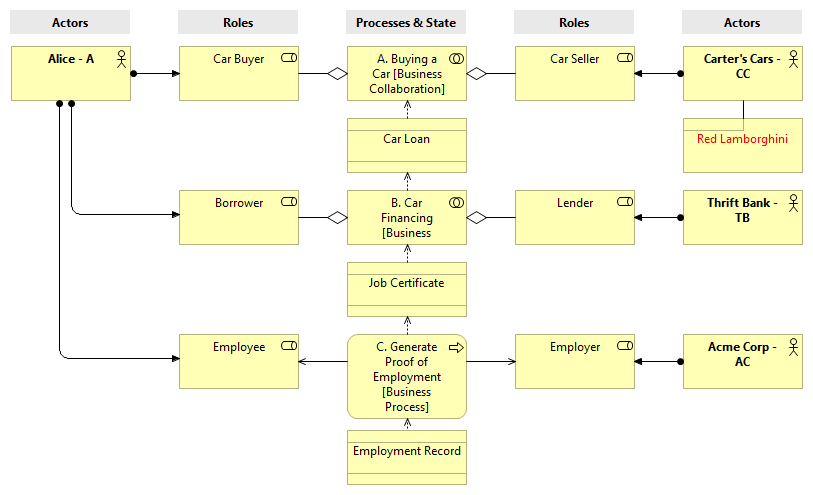 Actors
Roles
Processes & State
Roles
Actors
Alice - A
Car Buyer
A. Buying a
Car [Business
Collaboration]
Car Seller
Carter's Cars -
CC
Car Loan
Red Lamborghini
Borrower
B. Car
Financing
[Business
Lender
Thrift Bank -
TB
Job Certificate
Employee
C. Generate
Proof of
Employment
[Business
Process]
Employer
Acme Corp -
AC
Employment Record